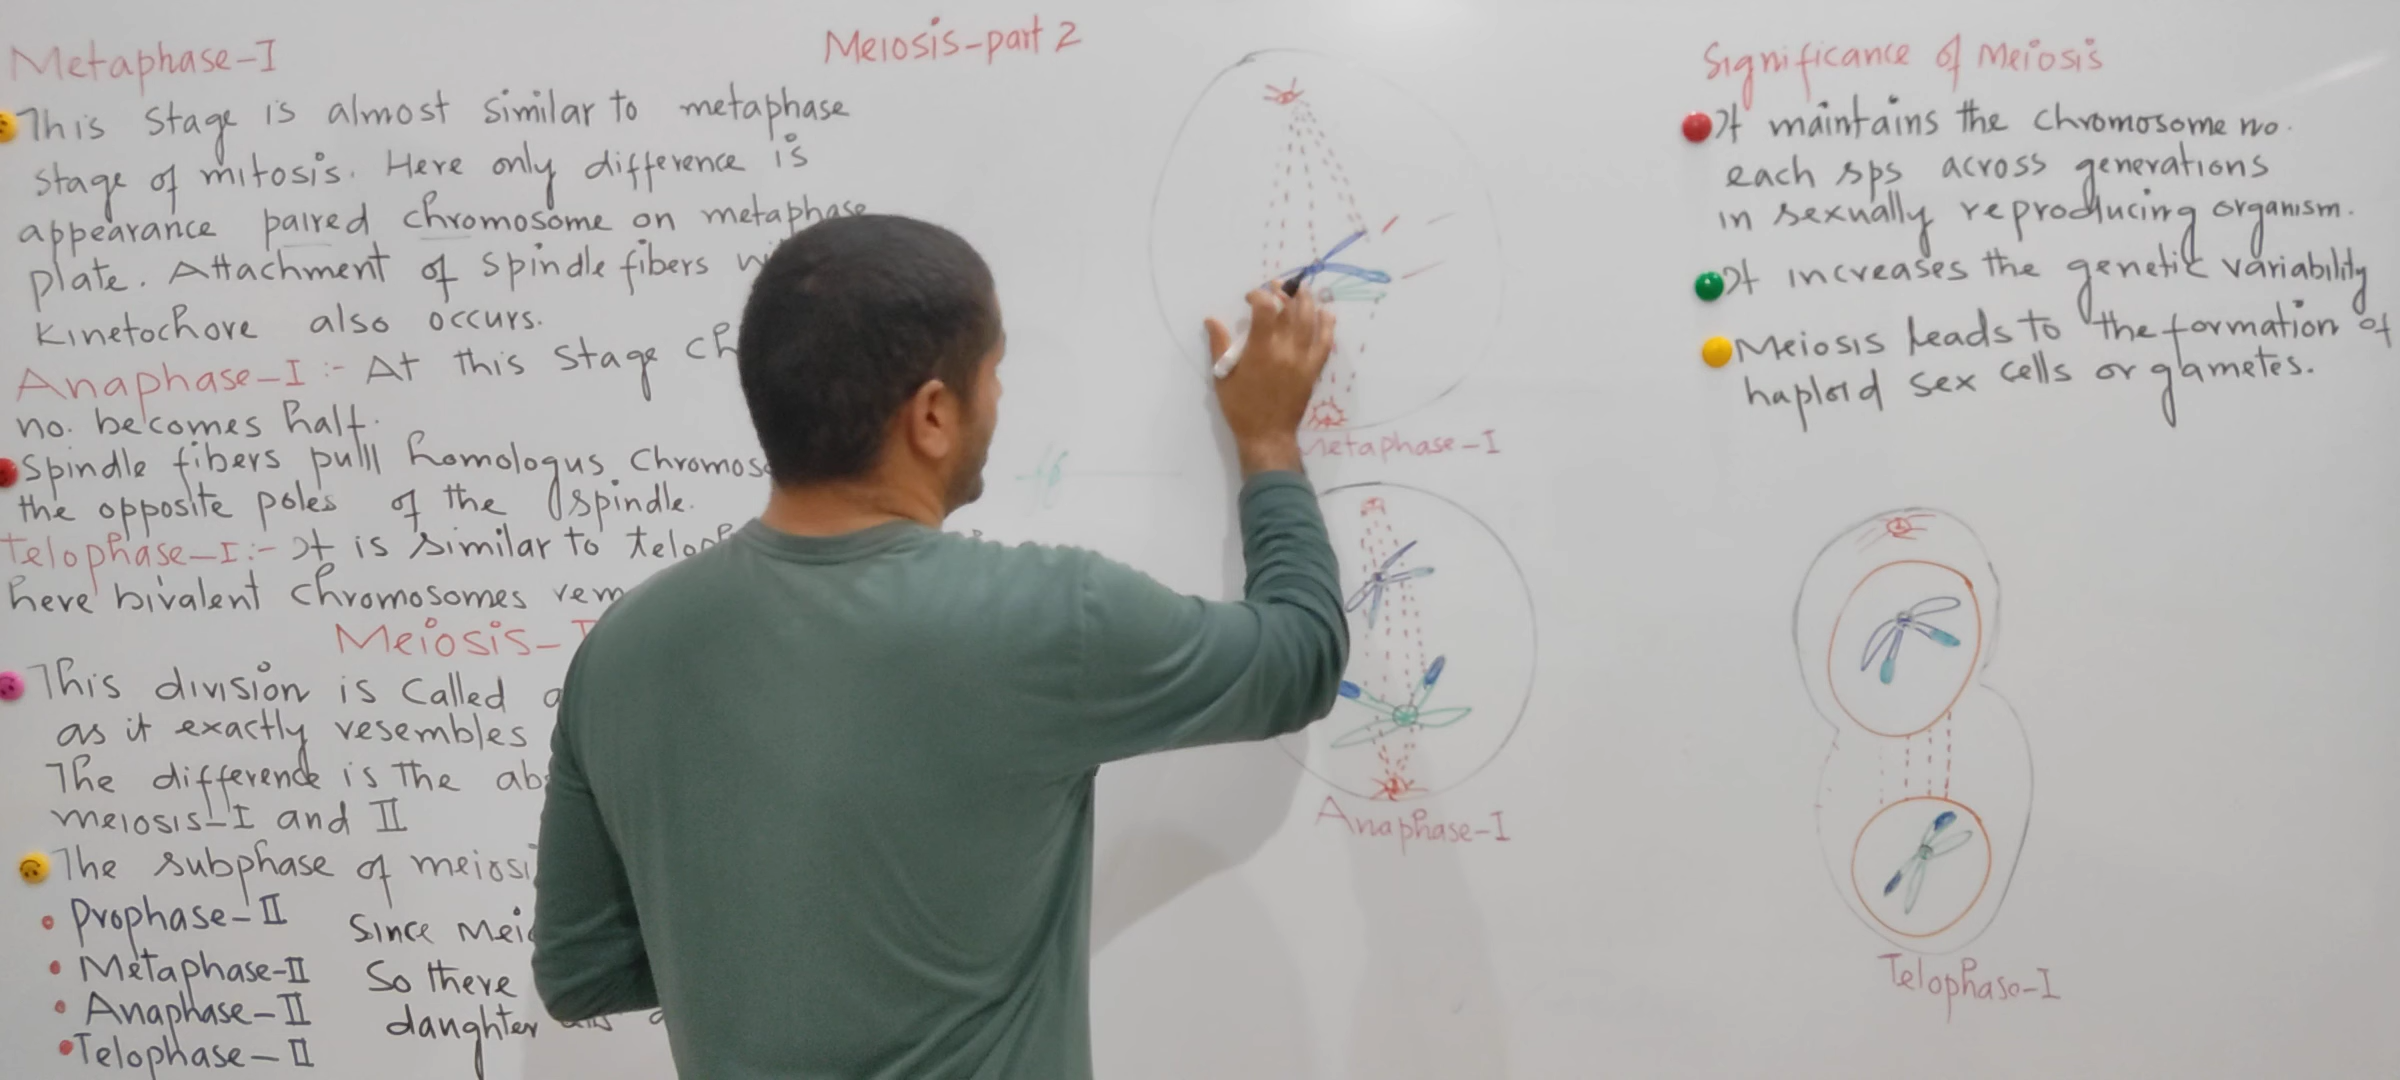 Meiosis-part 2
Metaphase-I
This stage is almost similar to metaphase
stage of mitosis. Here only difference is
appearance paired chromosome on metaphase
plate. Attachment of spindle fibers
Kinetochore also occurs.
Anaphase-I :- At this stage
no. becomes half.
Spindle fibers pull homologus
the opposite poles of the spindle.
Telophase-I:- It is similar to
here bivalent chromosomes
Meiosis-
This division is called
as it exactly resembles
The difference is the
meiosis-I and II
The subphase of
Prophase-II
Metaphase-II
Anaphase-II
Telophase-II
Since
So there
daughter
Metaphase-I
Anaphase-I
Significance of Meiosis
It maintains the chromosome no.
each sps across generations
in sexually reproducing organism.
It increases the genetic variability
Meiosis leads to the formation of
haploid sex cells or gametes.
Telophase-I